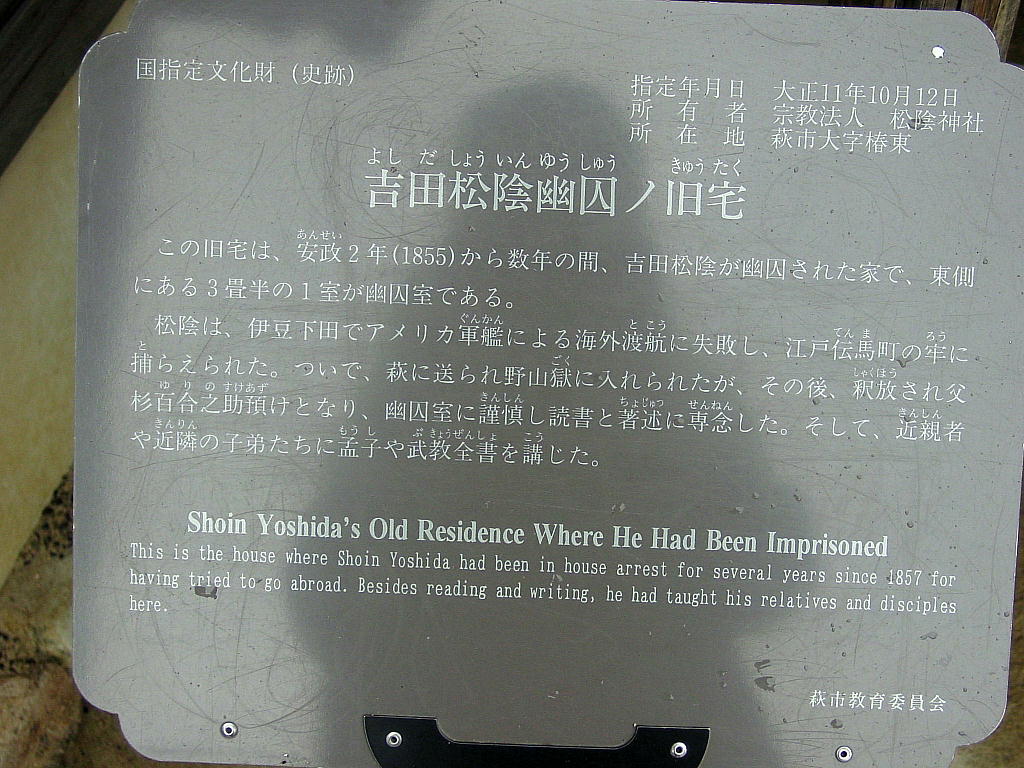 国指定文化財 (史跡)
指定年月日 大正11年10月12日
所有者 宗教法人 松陰神社
所在地 萩市大字椿東
よし だ しょう いん ゆう しゅう きゅう たく
吉田松陰幽囚ノ旧宅
あんせい
この旧宅は、安政2年(1855)から数年の間、吉田松陰が幽囚された家で、東側
にある3畳半の1室が幽囚室である。
ぐんかん と こう てん ま ろう
松陰は、伊豆下田でアメリカ軍艦による海外渡航に失敗し、江戸伝馬町の牢に
と ごく しゃくほう
捕らえられた。ついで、萩に送られ野山獄に入れられたが、その後、釈放され父
ゆ り の すけあず きんしん ちょじゅつ せんねん きんしん
杉百合之助預けとなり、幽囚室に謹慎し読書と著述に専念した。そして、近親者
きんりん もう し ぶ きょうぜんしょ こう
や近隣の子弟たちに孟子や武教全書を講じた。
Shoin Yoshida's Old Residence Where He Had Been Imprisoned
This is the house where Shoin Yoshida had been in house arrest for several years since 1857 for
having tried to go abroad. Besides reading and writing, he had taught his relatives and disciples
here.
萩市教育委員会